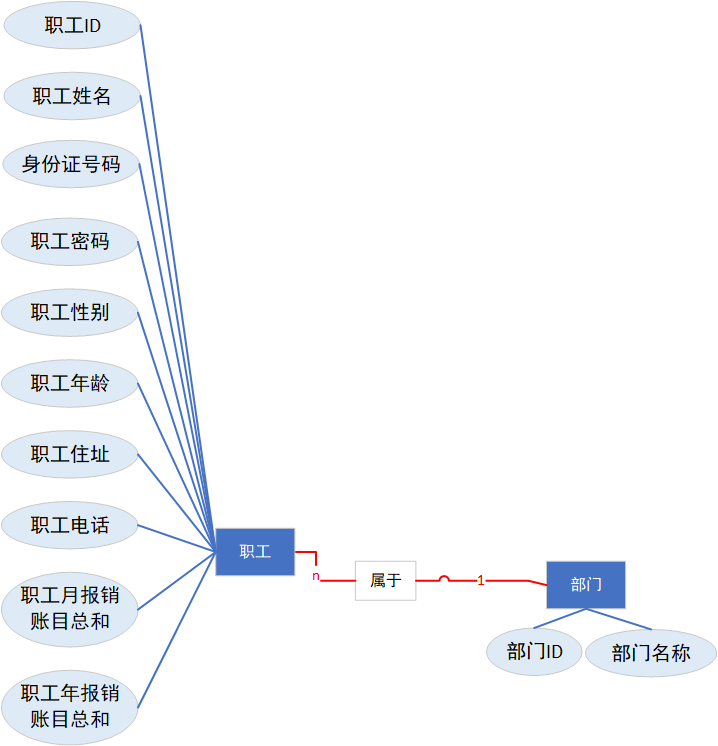 职工ID
职工姓名
身份证号码
职工密码
职工性别
职工年龄
职工住址
职工电话
职工月报销
账目总和
职工年报销
账目总和
职工
n
属于
1
部门
部门ID
部门名称